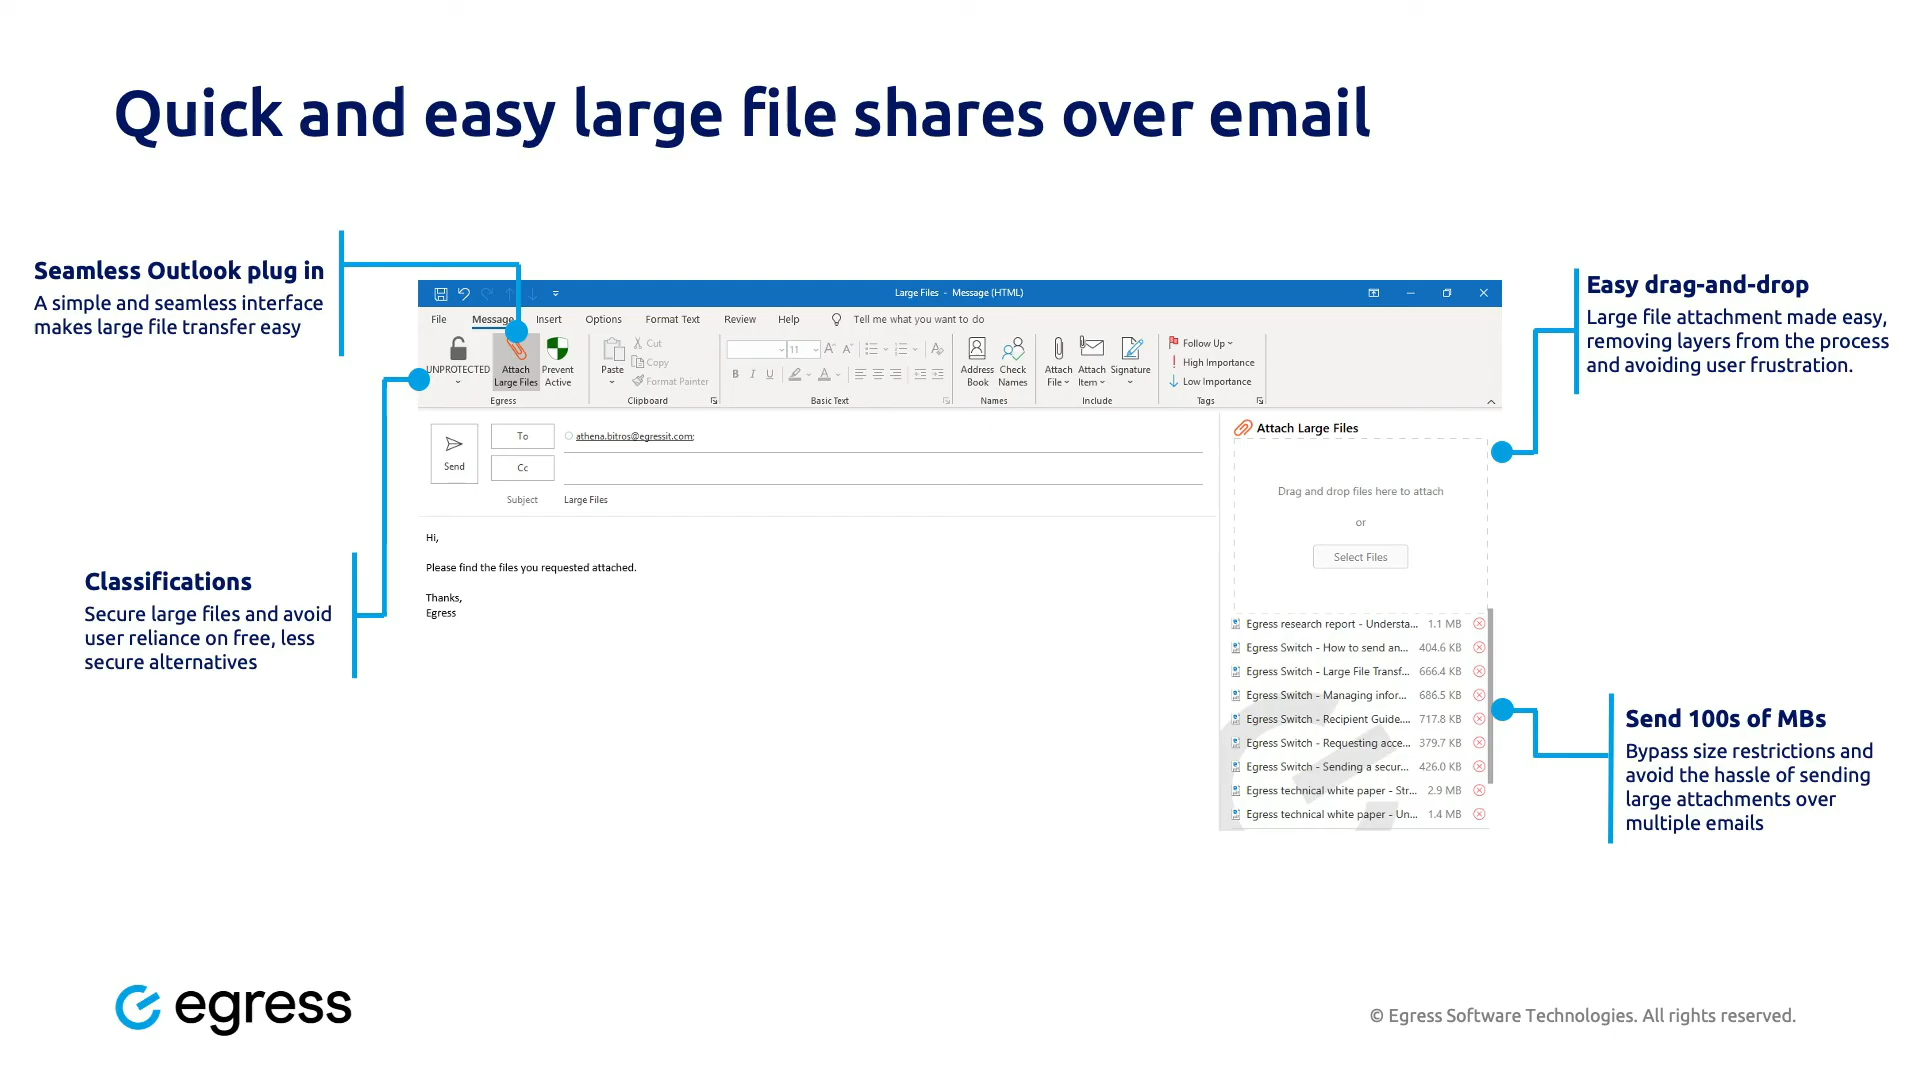 Quick and easy large file shares over email
Seamless Outlook plug in
A simple and seamless interface
makes large file transfer easy
Classifications
Secure large files and avoid
user reliance on free, less
secure alternatives
Large Files - Message (HTML)
File Message Insert Options Format Text Review Help Tell me what you want to do
UNPROTECTED
Attach
Large Files
Prevent
Active
Egress
Paste
Cut
Copy
Format Painter
Clipboard
11
B I U
Basic Text
Address
Book
Check
Names
Names
Attach
File
Attach
Item
Signature
Include
Follow Up
High Importance
Low Importance
Tags
Send
To
athena.bitros@egressit.com;
Cc
Subject
Large Files
Hi,
Please find the files you requested attached.
Thanks,
Egress
Attach Large Files
Drag and drop files here to attach
or
Select Files
Egress research report - Understa... 1.1 MB
Egress Switch - How to send an... 404.6 KB
Egress Switch - Large File Transf... 666.4 KB
Egress Switch - Managing infor... 686.5 KB
Egress Switch - Recipient Guide.... 717.8 KB
Egress Switch - Requesting acce... 379.7 KB
Egress Switch - Sending a secur... 426.0 KB
Egress technical white paper - Str... 2.9 MB
Egress technical white paper - Un... 1.4 MB
Easy drag-and-drop
Large file attachment made easy,
removing layers from the process
and avoiding user frustration.
Send 100s of MBs
Bypass size restrictions and
avoid the hassle of sending
large attachments over
multiple emails
egress
© Egress Software Technologies. All rights reserved.